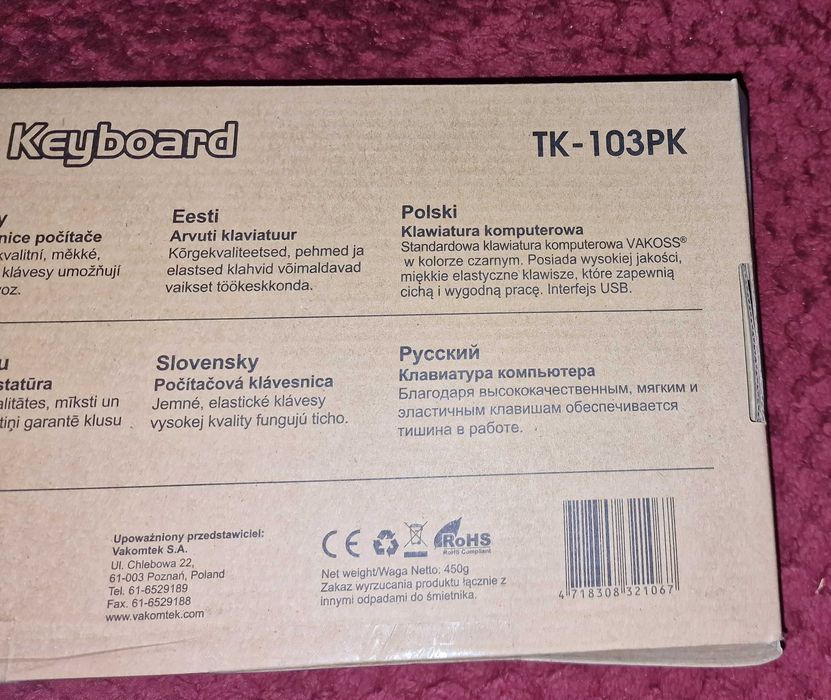 Keyboard
TK-103PK
y
nice počítače
kvalitní, měkké,
klávesy umožňují
voz.
Eesti
Arvuti klaviatuur
Kõrgekvaliteetsed, pehmed ja
elastsed klahvid võimaldavad
vaikset töökeskkonda.
Polski
Klawiatura komputerowa
Standardowa klawiatura komputerowa VAKOSS®
w kolorze czarnym. Posiada wysokiej jakości,
miękkie elastyczne klawisze, które zapewnią
cichą i wygodną pracę. Interfejs USB.
u
statūra
alitātes, mīksti un
tiņi garantē klusu
Slovensky
Počítačová klávesnica
Jemné, elastické klávesy
vysokej kvality fungujú ticho.
Русский
Клавиатура компьютера
Благодаря высококачественным, мягким и
эластичным клавишам обеспечивается
тишина в работе.
Upoważniony przedstawiciel:
Vakomtek S.A.
Ul. Chlebowa 22,
61-003 Poznań, Poland
Tel. 61-6529189
Fax. 61-6529188
www.vakomtek.com
CE
RoHS
RoHS Compliant
Net weight/Waga Netto: 450g
Zakaz wyrzucania produktu łącznie z
innymi odpadami do śmietnika.
4 718308 321067